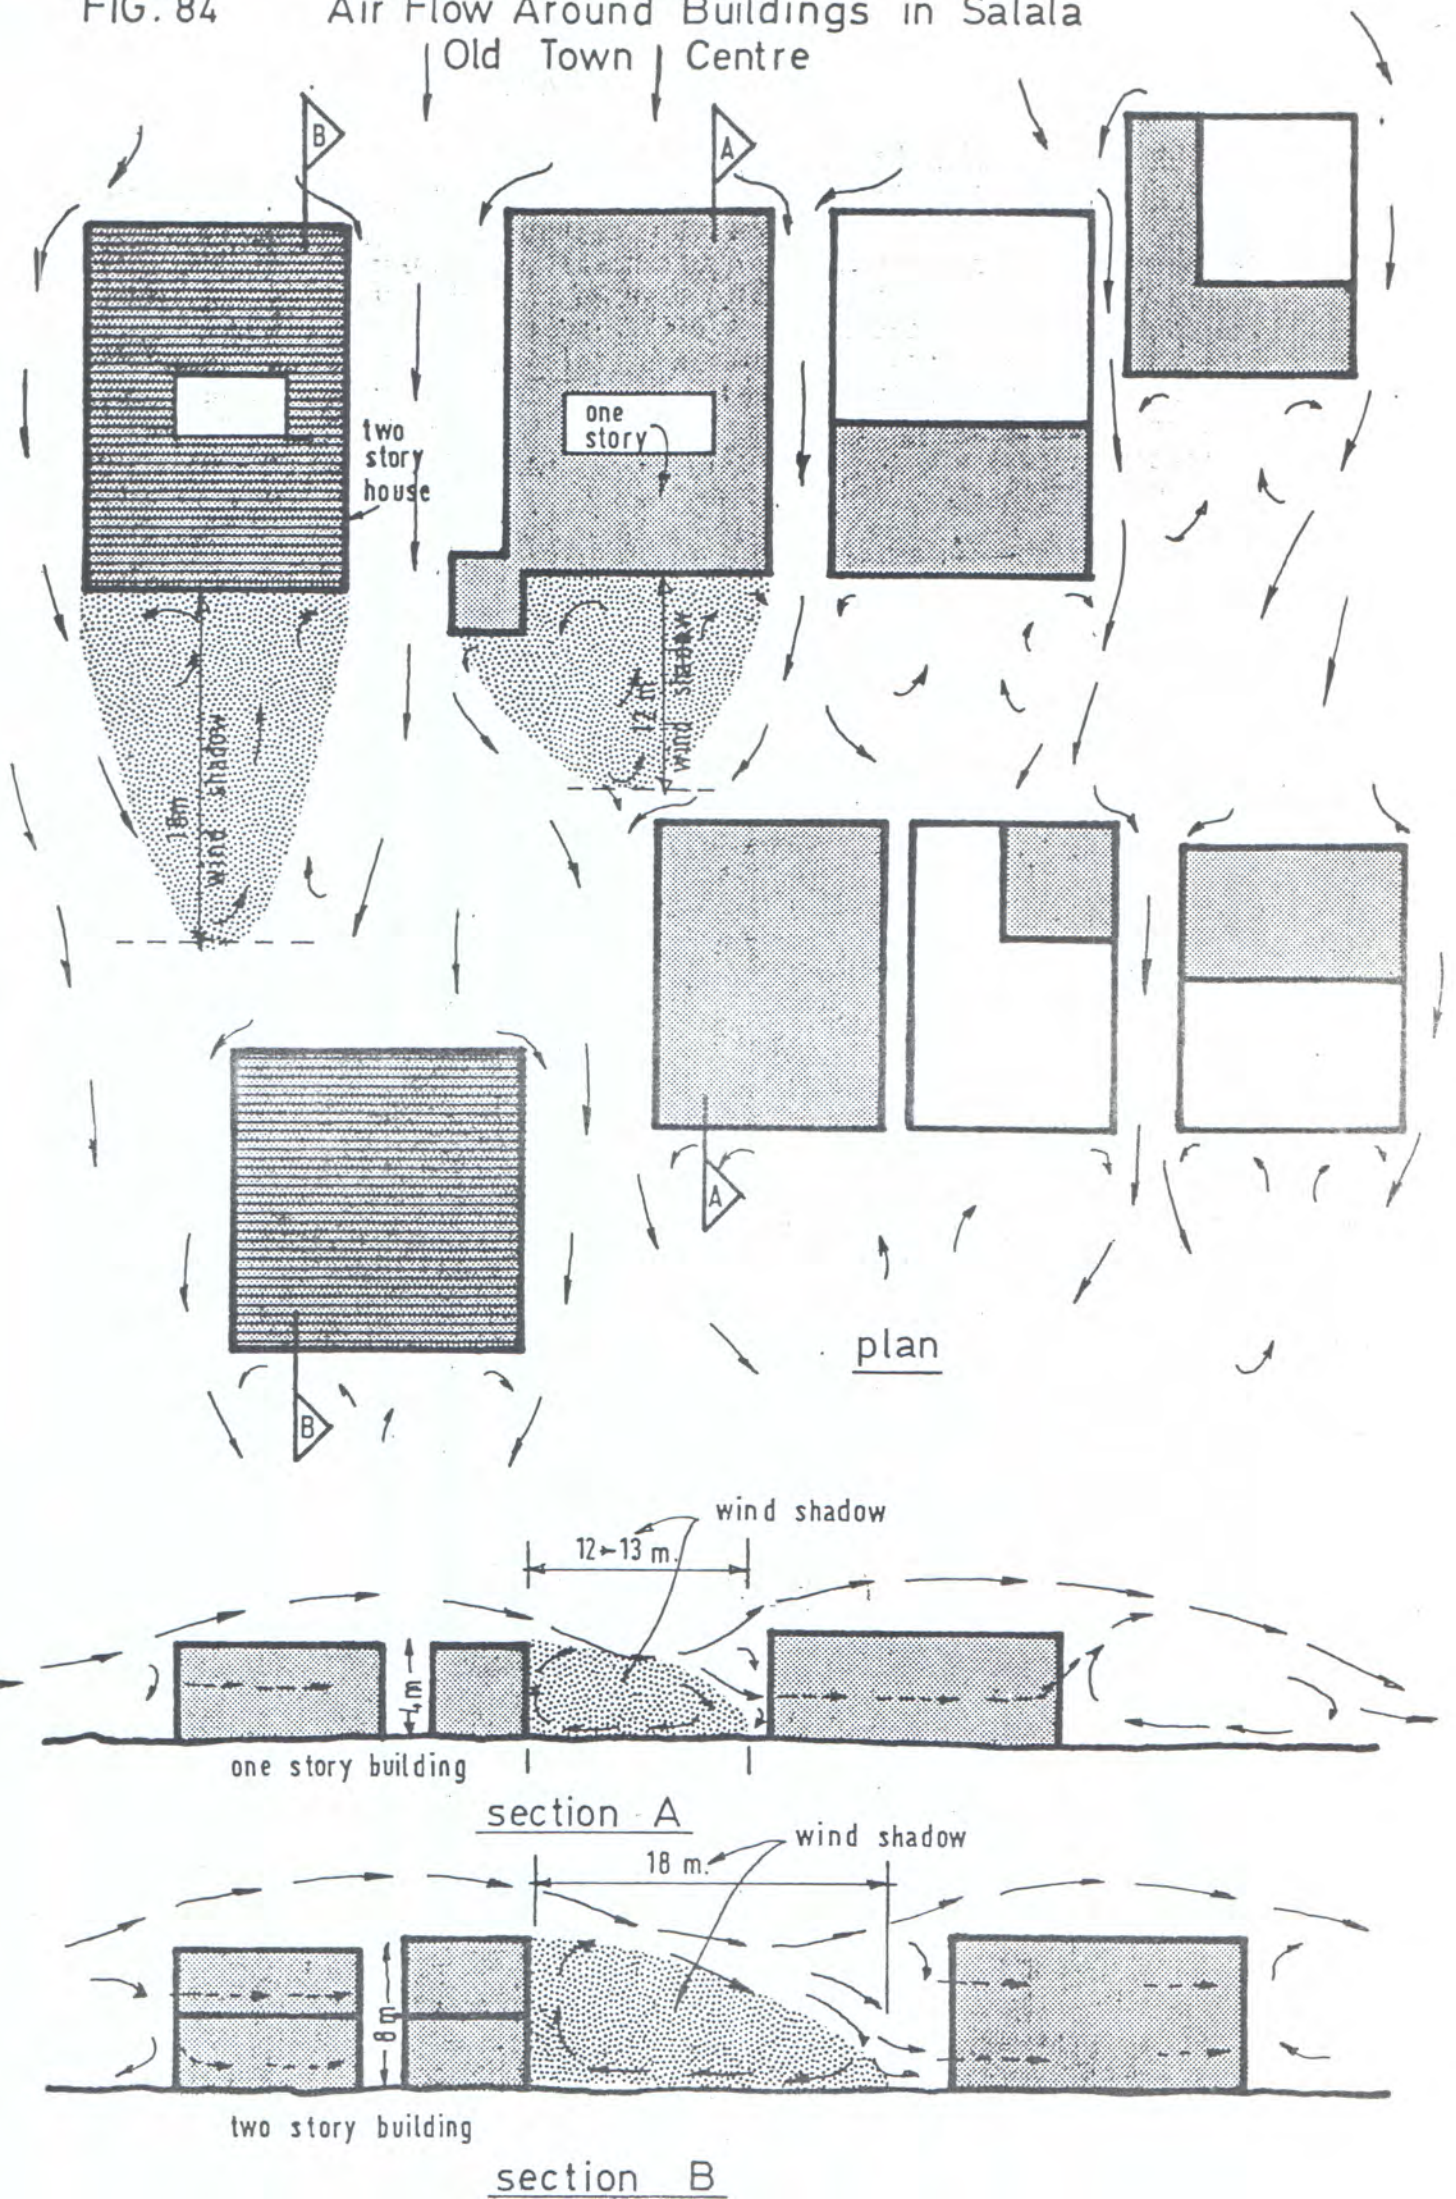 FIG. 84 Air Flow Around Buildings in Salala
Old Town Centre
B
A
two
story
house
one
story
18m
wind shadow
12 m
wind shadow
A
plan
B
wind shadow
12-13 m.
one story building
section A
wind shadow
18 m.
8 m
two story building
section B